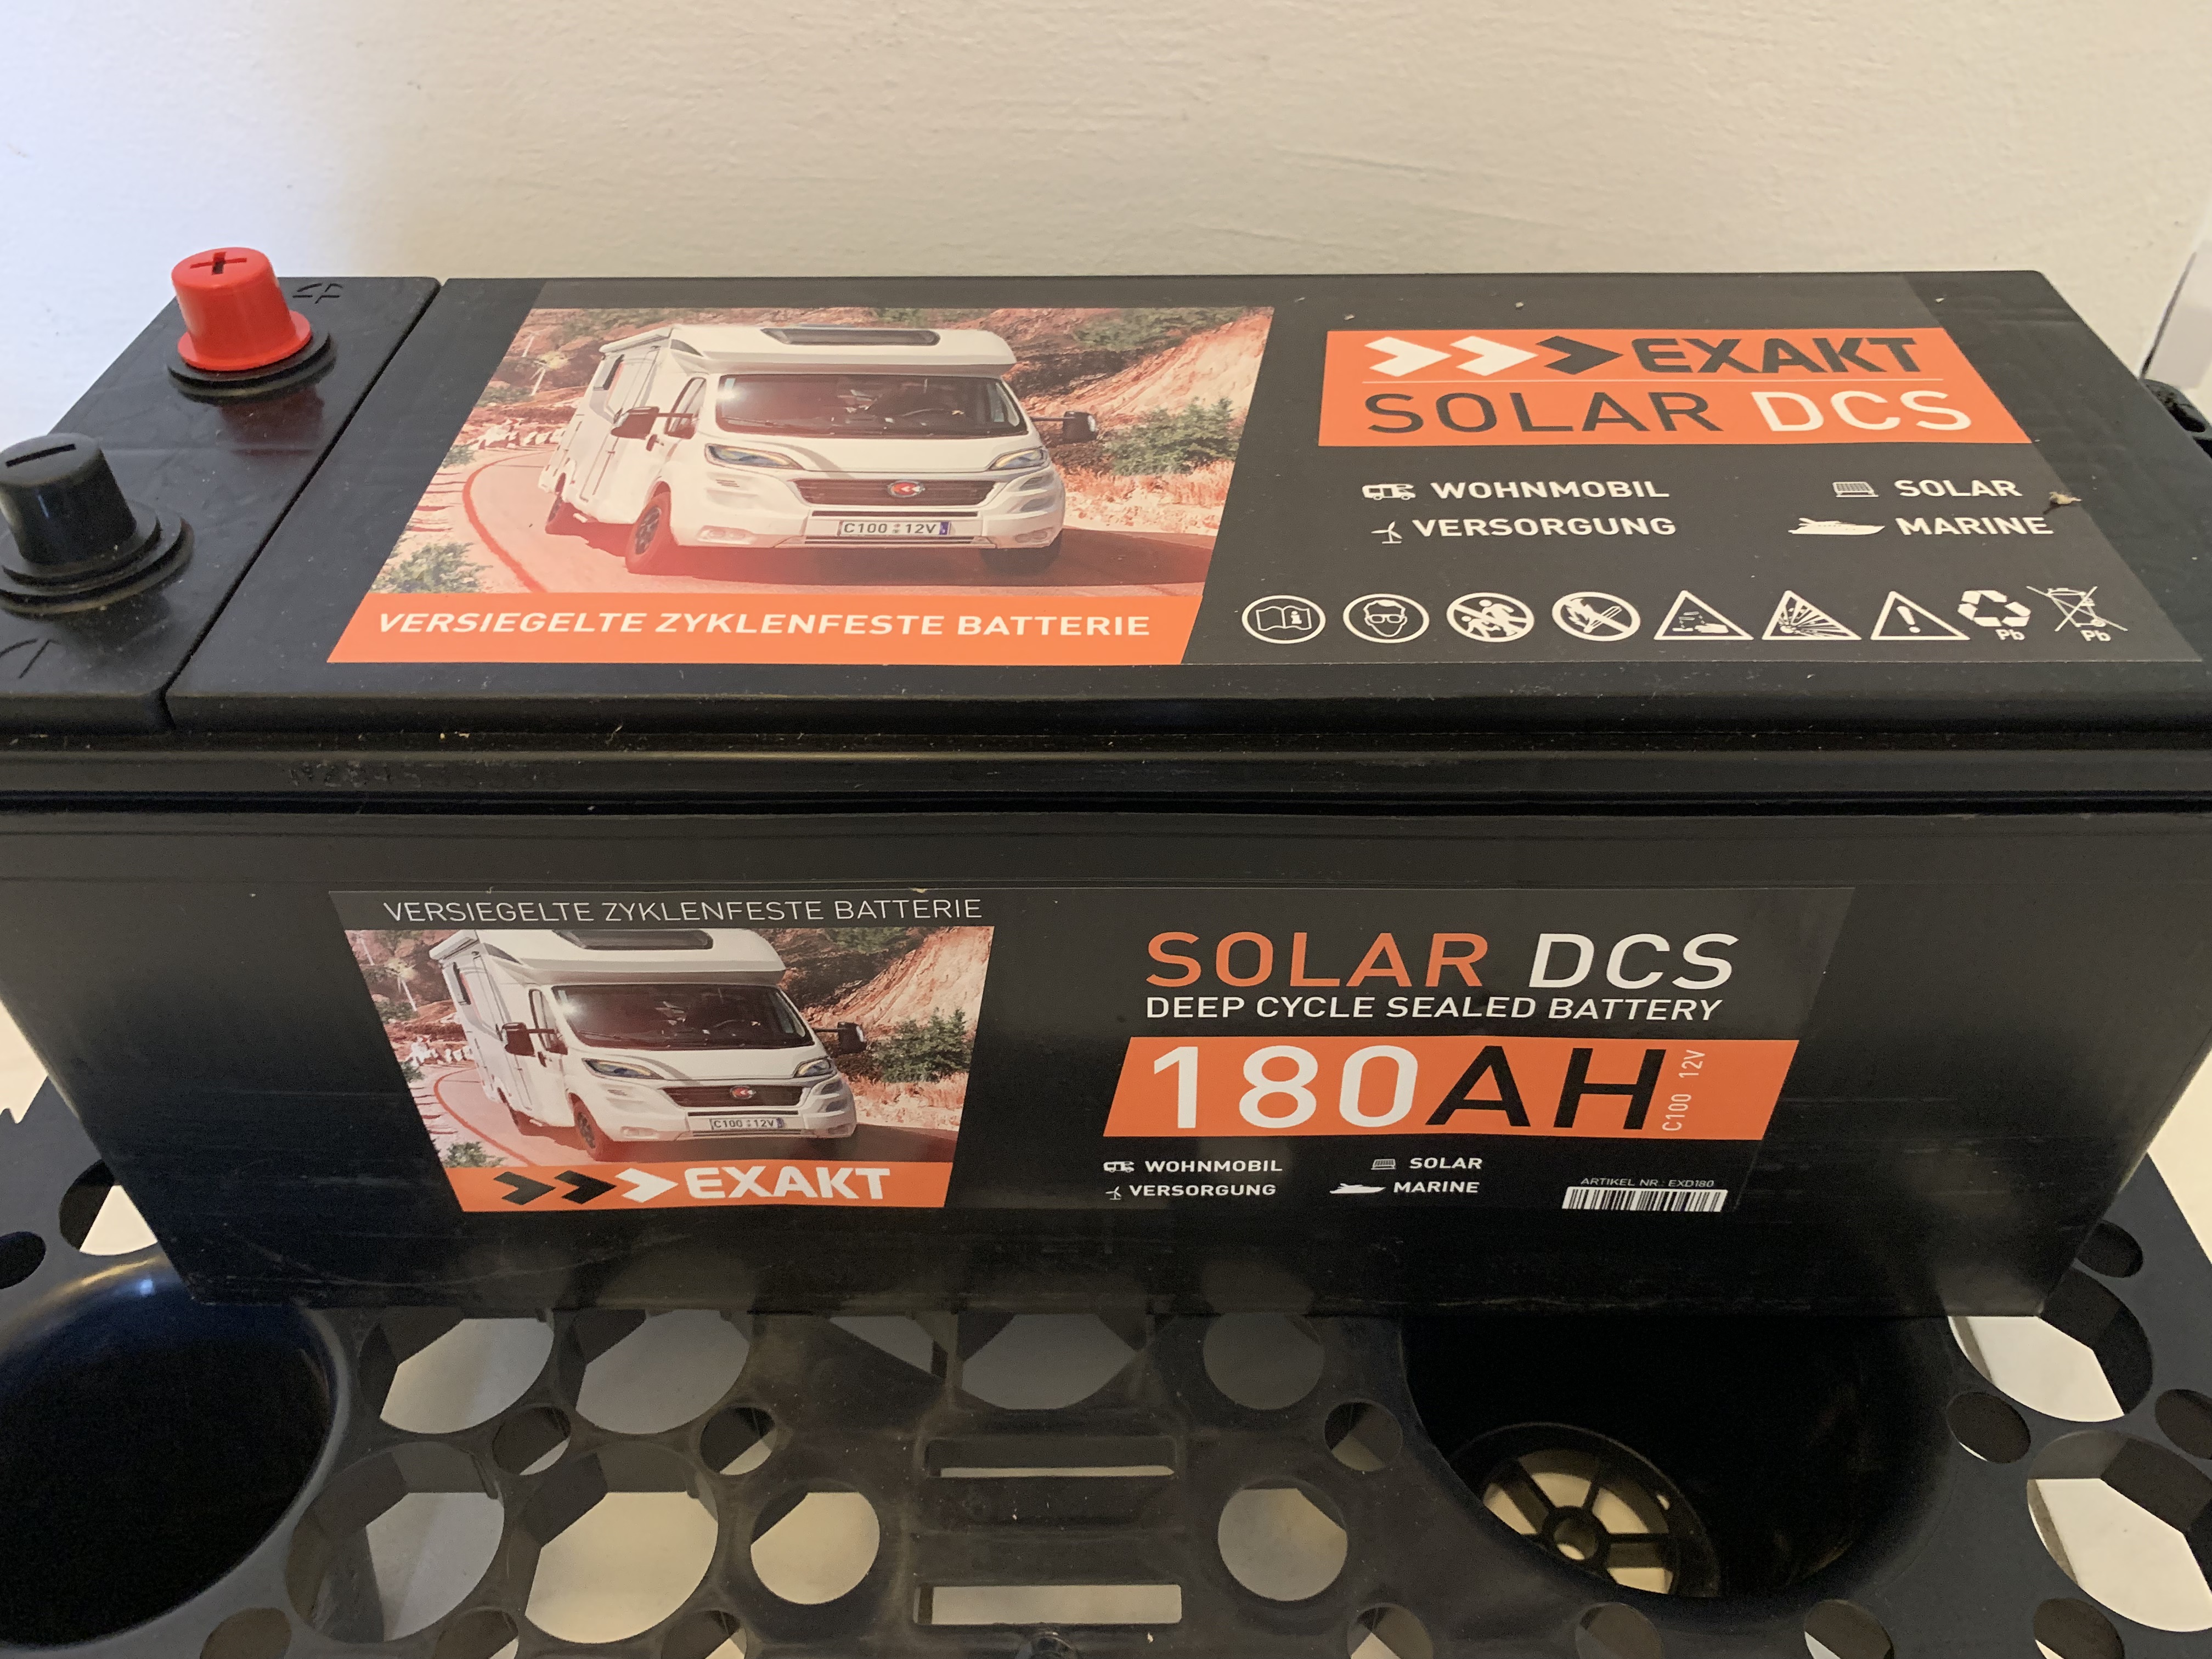 EXAKT
SOLAR DCS
WOHNMOBIL
SOLAR
VERSORGUNG
MARINE
C100 12V
VERSIEGELTE ZYKLENFESTE BATTERIE
Pb
Pb
VERSIEGELTE ZYKLENFESTE BATTERIE
C100 12V
EXAKT
SOLAR DCS
DEEP CYCLE SEALED BATTERY
180AH
C100 12V
WOHNMOBIL
SOLAR
VERSORGUNG
MARINE
ARTIKEL NR.: EXD180